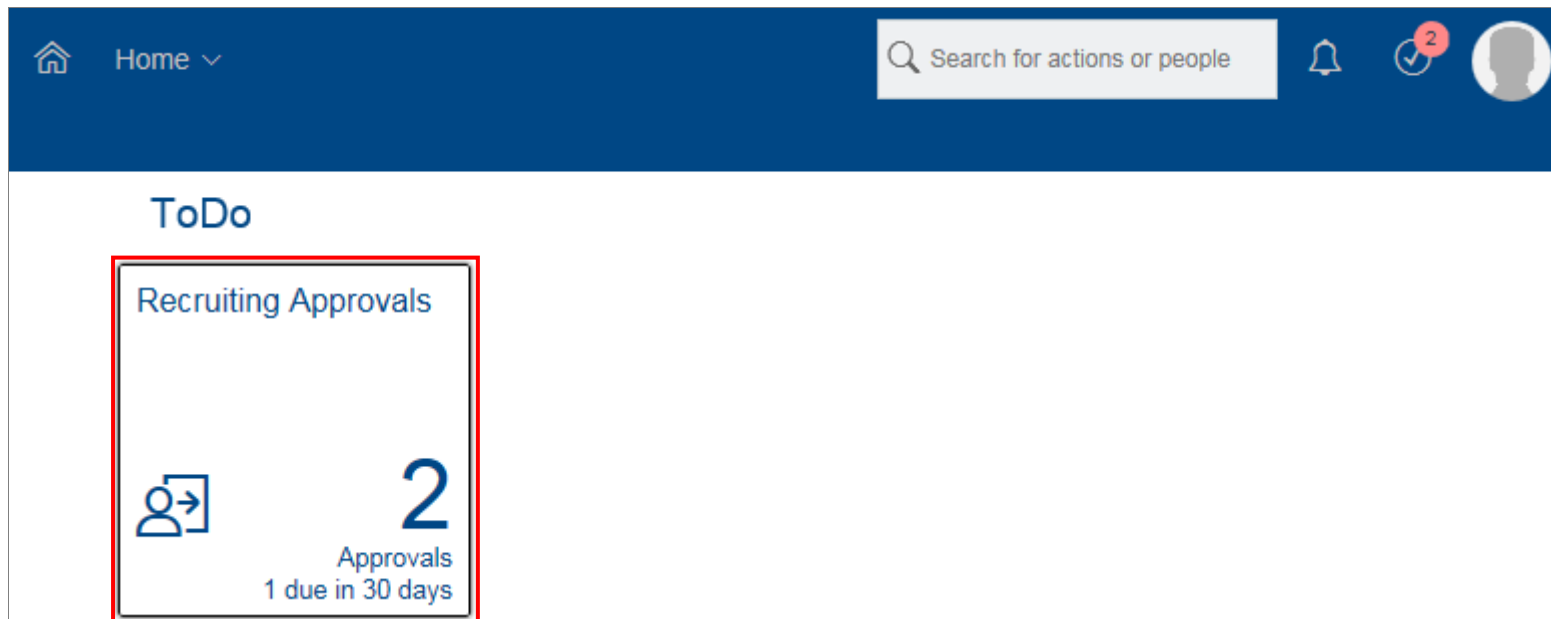 Home
Search for actions or people
2
ToDo
Recruiting Approvals
2
Approvals
1 due in 30 days